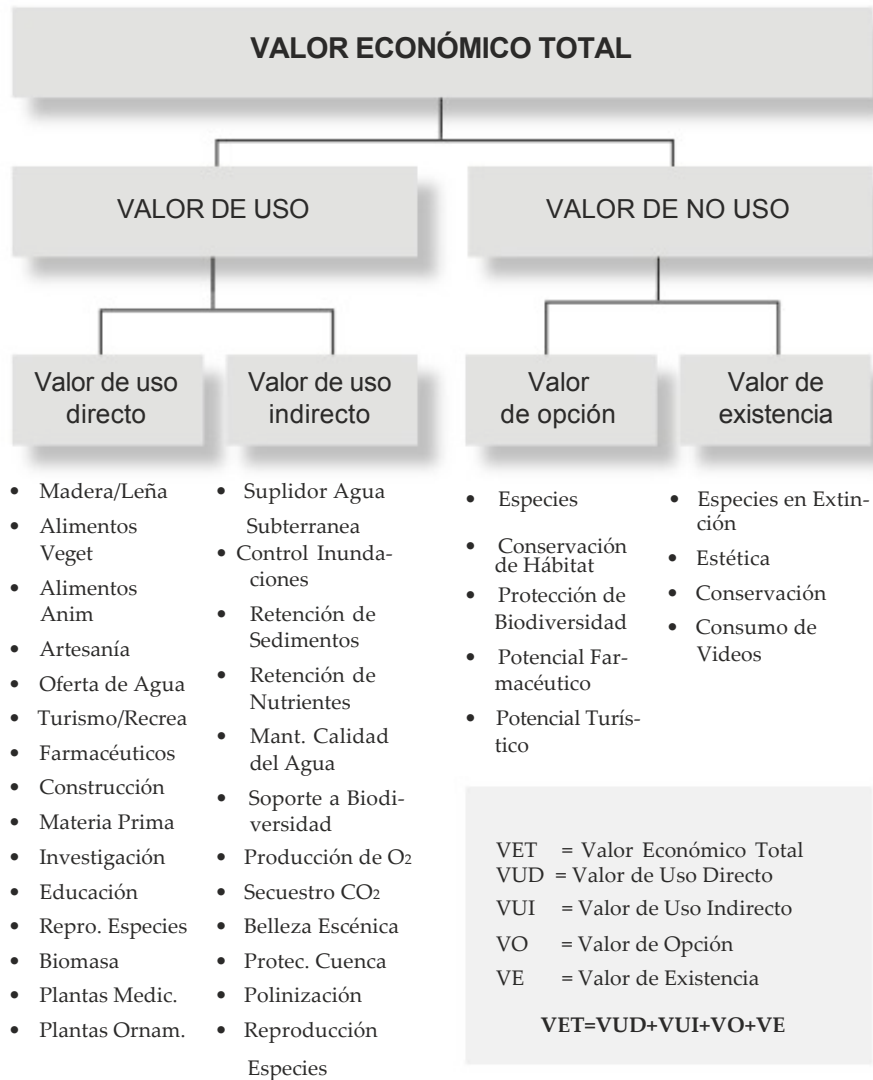 VALOR ECONÓMICO TOTAL
VALOR DE USO
VALOR DE NO USO
Valor de uso
directo
Valor de uso
indirecto
Valor
de opción
Valor de
existencia
• Madera/Leña
• Alimentos
Veget
• Alimentos
Anim
• Artesanía
• Oferta de Agua
• Turismo/Recrea
• Farmacéuticos
• Construcción
• Materia Prima
• Investigación
• Educación
• Repro. Especies
• Biomasa
• Plantas Medic.
• Plantas Ornam.
• Suplidor Agua
Subterranea
• Control Inunda-
ciones
• Retención de
Sedimentos
• Retención de
Nutrientes
• Mant. Calidad
del Agua
• Soporte a Biodi-
versidad
• Producción de O2
• Secuestro CO2
• Belleza Escénica
• Protec. Cuenca
• Polinización
• Reproducción
Especies
• Especies
• Conservación
de Hábitat
• Protección de
Biodiversidad
• Potencial Far-
macéutico
• Potencial Turís-
tico
• Especies en Extin-
ción
• Estética
• Conservación
• Consumo de
Videos
VET = Valor Económico Total
VUD = Valor de Uso Directo
VUI = Valor de Uso Indirecto
VO = Valor de Opción
VE = Valor de Existencia
VET=VUD+VUI+VO+VE